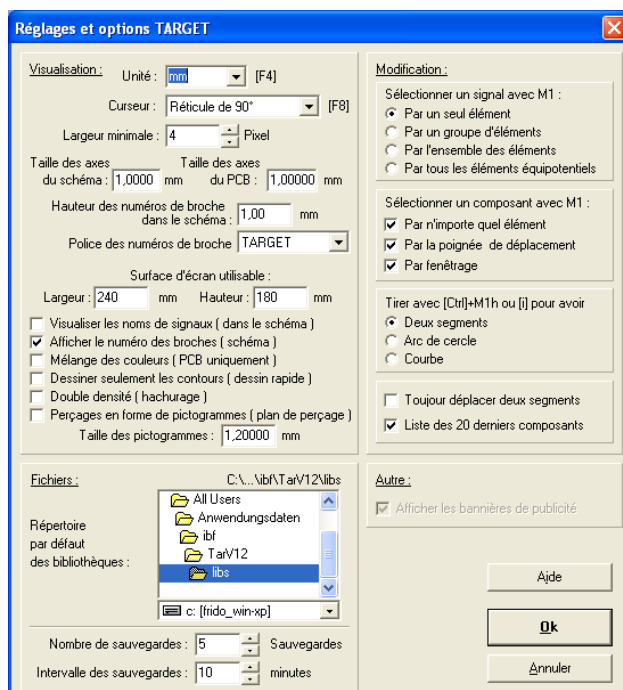 Réglages et options TARGET
Visualisation :
Unité : mm [F4]
Curseur : Réticule de 90° [F8]
Largeur minimale : 4 Pixel
Taille des axes Taille des axes
du schéma : 1,0000 mm du PCB : 1,00000 mm
Hauteur des numéros de broche
dans le schéma : 1,00 mm
Police des numéros de broche TARGET
Surface d'écran utilisable :
Largeur : 240 mm Hauteur : 180 mm
Visualiser les noms de signaux ( dans le schéma )
Afficher le numéro des broches ( schéma )
Mélange des couleurs ( PCB uniquement )
Dessiner seulement les contours ( dessin rapide )
Double densité ( hachurage )
Perçages en forme de pictogrammes ( plan de perçage )
Taille des pictogrammes : 1,20000 mm
Modification :
Sélectionner un signal avec M1 :
Par un seul élément
Par un groupe d'éléments
Par l'ensemble des éléments
Par tous les éléments équipotentiels
Sélectionner un composant avec M1 :
Par n'importe quel élément
Par la poignée de déplacement
Par fenêtrage
Tirer avec [Ctrl]+M1h ou [i] pour avoir
Deux segments
Arc de cercle
Courbe
Toujour déplacer deux segments
Liste des 20 derniers composants
Fichiers : C:\...\ibf\TarV12\libs
Répertoire
par défaut
des bibliothèques :
All Users
Anwendungsdaten
ibf
TarV12
libs
c: [frido_win-xp]
Nombre de sauvegardes : 5 Sauvegardes
Intervalle des sauvegardes : 10 minutes
Autre :
Afficher les bannières de publicité
Aide
Ok
Annuler